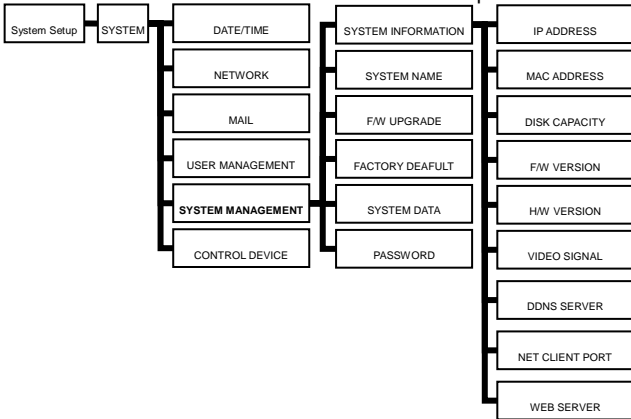 System Setup
SYSTEM
DATE/TIME
NETWORK
MAIL
USER MANAGEMENT
SYSTEM MANAGEMENT
CONTROL DEVICE
SYSTEM INFORMATION
SYSTEM NAME
F/W UPGRADE
FACTORY DEAFULT
SYSTEM DATA
PASSWORD
IP ADDRESS
MAC ADDRESS
DISK CAPACITY
F/W VERSION
H/W VERSION
VIDEO SIGNAL
DDNS SERVER
NET CLIENT PORT
WEB SERVER